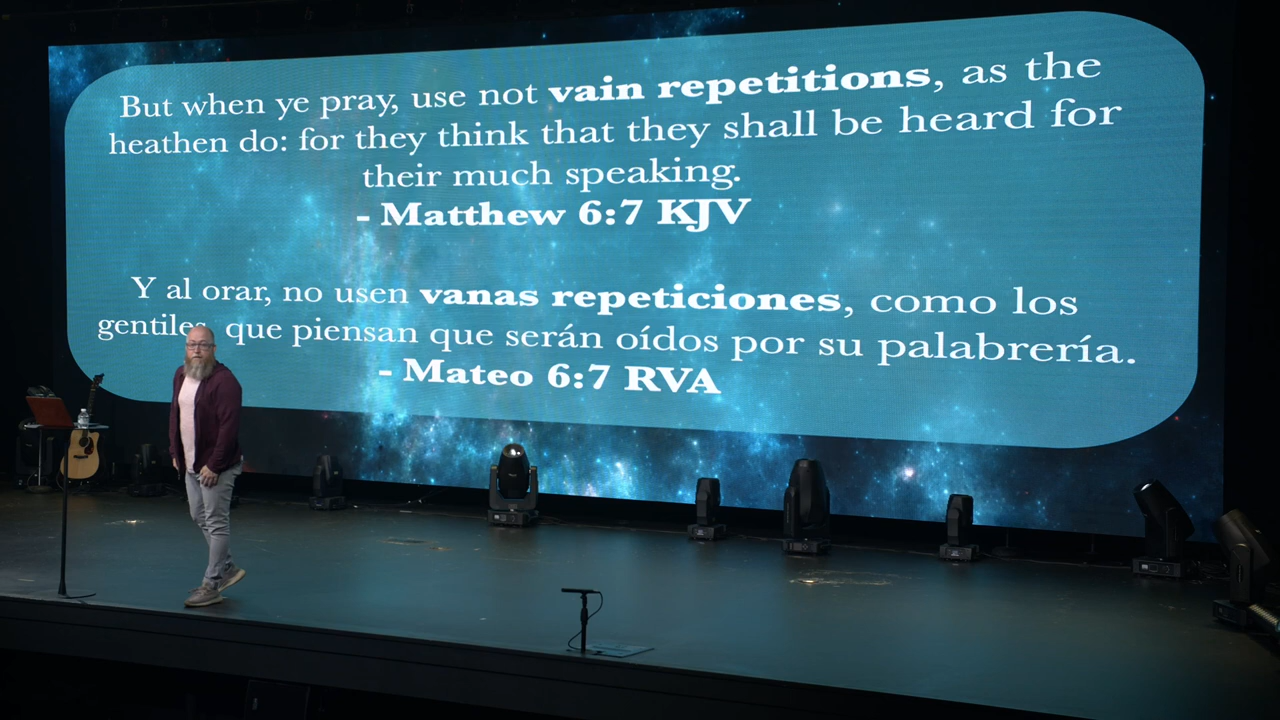 But when ye pray, use not vain repetitions, as the
heathen do: for they think that they shall be heard for
their much speaking.
- Matthew 6:7 KJV
Y al orar, no usen vanas repeticiones, como los
gentiles, que piensan que serán oídos por su palabrería.
- Mateo 6:7 RVA